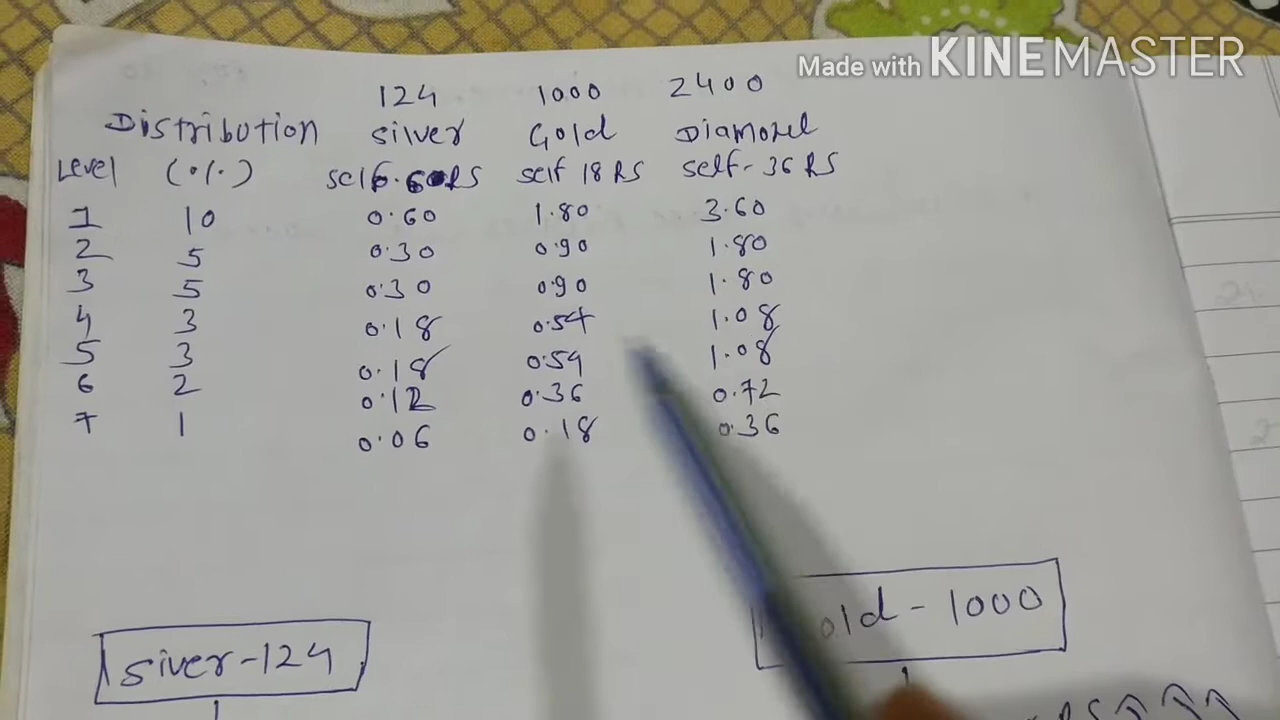 Made with KINEMASTER
124 1000 2400
Distribution Silver Gold Diamond
Level (%) self 6 RS self 18 RS self - 36 RS
1 10 0.60 1.80 3.60
2 5 0.30 0.90 1.80
3 5 0.30 0.90 1.80
4 3 0.18 0.54 1.08
5 3 0.18 0.54 1.08
6 2 0.12 0.36 0.72
7 1 0.06 0.18 0.36
old - 1000
Siver - 124